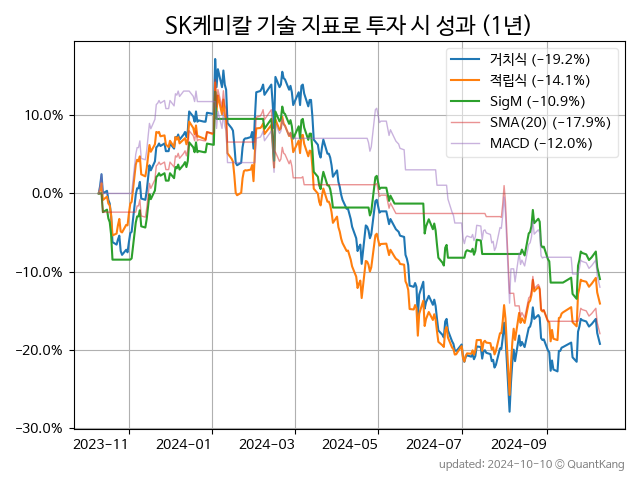 SK케미칼 기술 지표로 투자 시 성과 (1년)
거치식 (−19.2%)
적립식 (−14.1%)
SigM (−10.9%)
SMA(20) (−17.9%)
MACD (−12.0%)
10.0%
0.0%
−10.0%
−20.0%
−30.0%
2023-11 2024-01 2024-03 2024-05 2024-07 2024-09
updated: 2024-10-10 © QuantKang